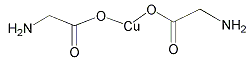 H₂N O Cu O NH₂
O O